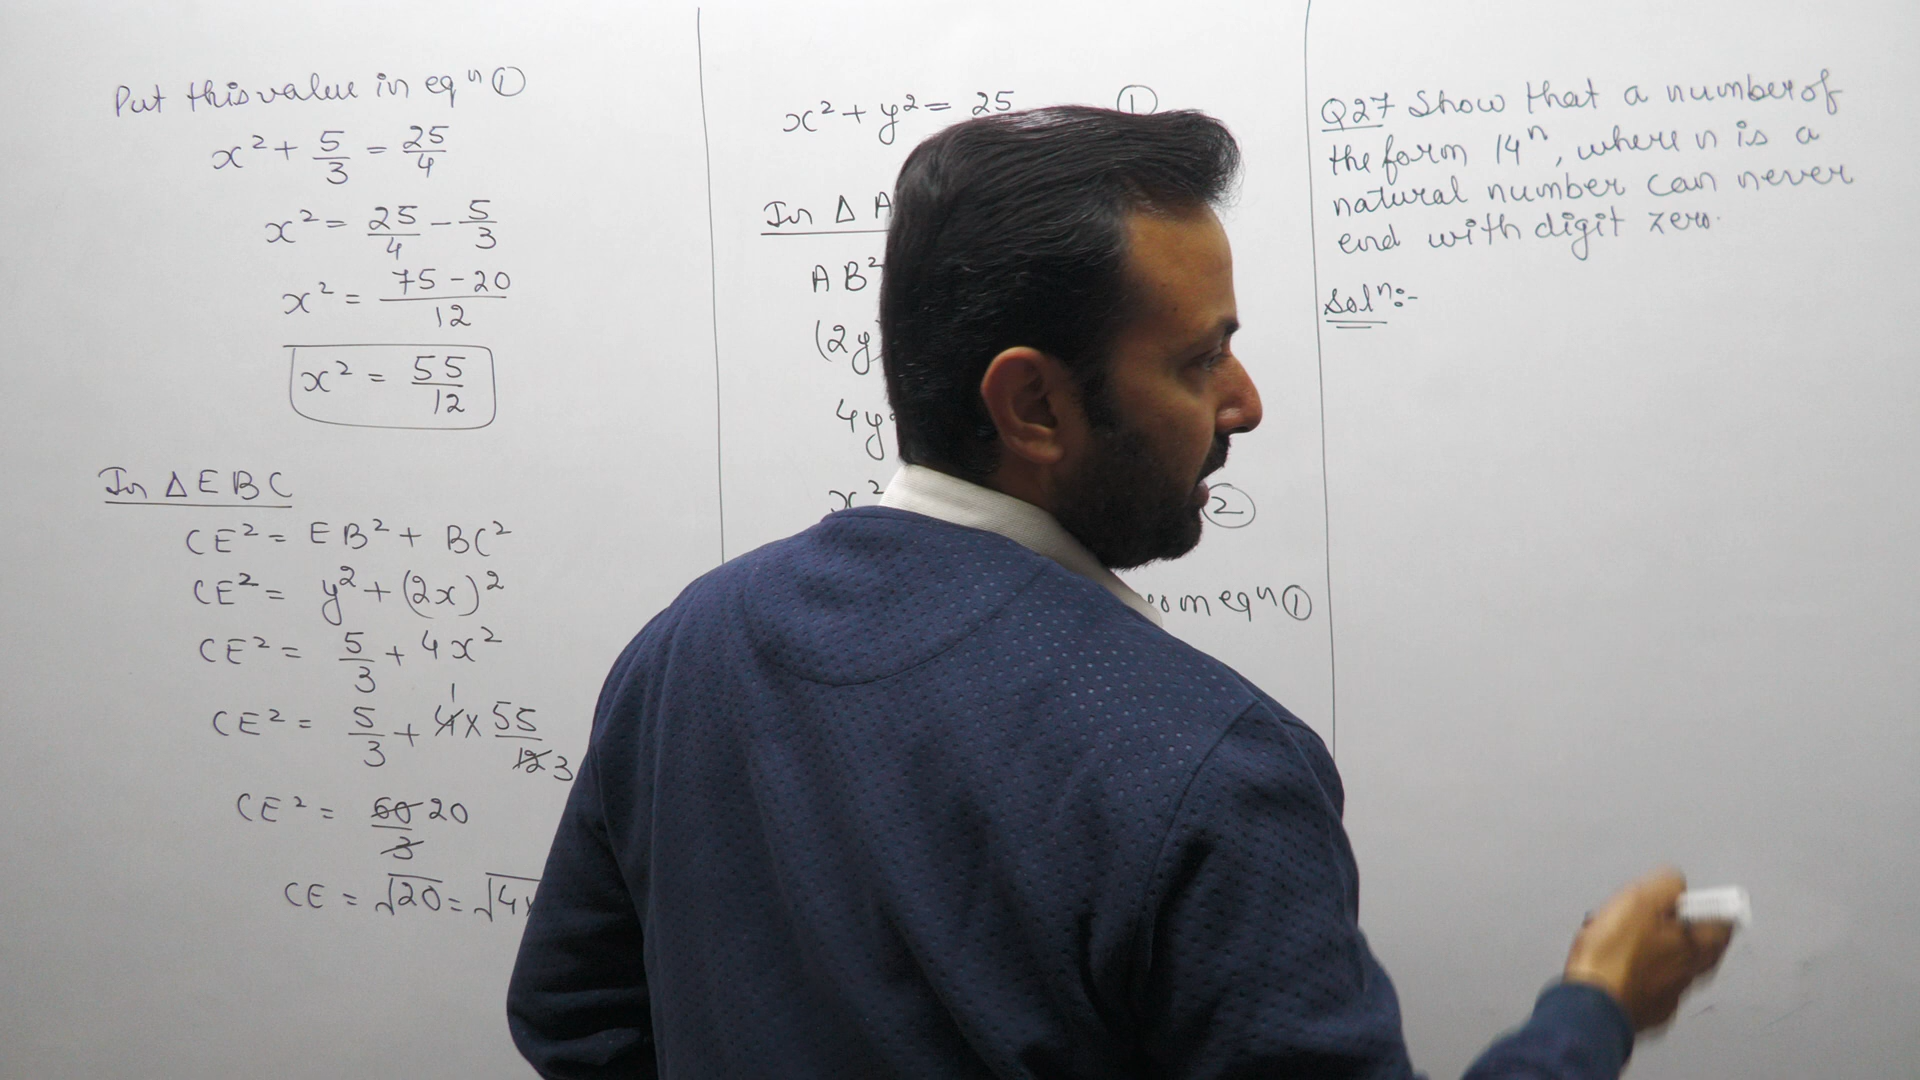 Put this value in eqⁿ ①
x² + 5/3 = 25/4
x² = 25/4 − 5/3
x² = 75 − 20/12
x² = 55/12
In △ EBC
CE² = EB² + BC²
CE² = y² + (2x)²
CE² = 5/3 + 4x²
CE² = 5/3 + 4 1 × 55/12 3
CE² = 60/3 20
CE = √20 = √4×
x² + y² = 25 ①
In △ A
AB²
(2y)
4y²
x² ②
om eqⁿ ①
Q27 Show that a number of
the form 14ⁿ, where n is a
natural number can never
end with digit zero.
Solⁿ:-